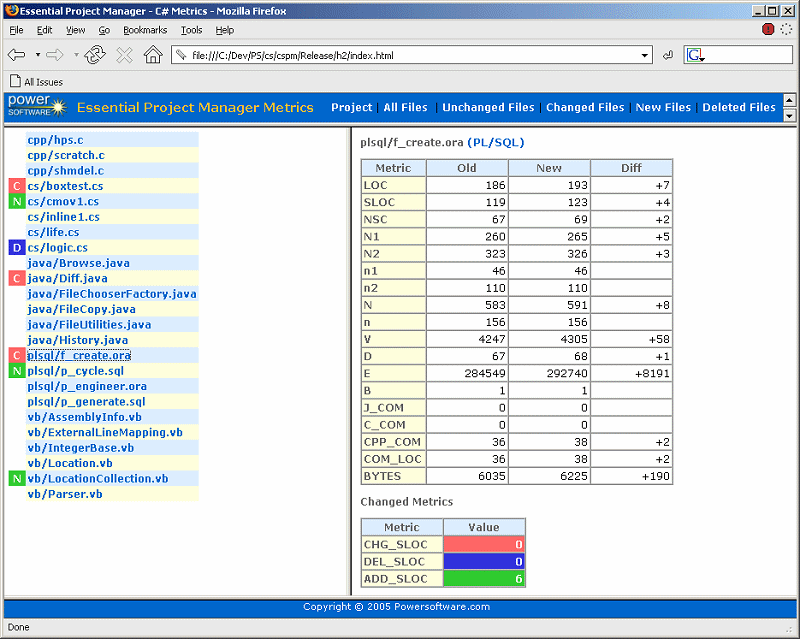 Essential Project Manager - C# Metrics - Mozilla Firefox
File Edit View Go Bookmarks Tools Help
file:///C:/Dev/PS/cs/cspm/Release/h2/index.html G
All Issues
power SOFTWARE Essential Project Manager Metrics Project | All Files | Unchanged Files | Changed Files | New Files | Deleted Files
cpp/hps.c
cpp/scratch.c
cpp/shmdel.c
C cs/boxtest.cs
N cs/cmov1.cs
cs/inline1.cs
cs/life.cs
D cs/logic.cs
java/Browse.java
C java/Diff.java
java/FileChooserFactory.java
java/FileCopy.java
java/FileUtilities.java
java/History.java
C plsql/f_create.ora
N plsql/p_cycle.sql
plsql/p_engineer.ora
plsql/p_generate.sql
vb/AssemblyInfo.vb
vb/ExternalLineMapping.vb
vb/IntegerBase.vb
vb/Location.vb
N vb/LocationCollection.vb
vb/Parser.vb
plsql/f_create.ora (PL/SQL)
Metric Old New Diff
LOC 186 193 +7
SLOC 119 123 +4
NSC 67 69 +2
N1 260 265 +5
N2 323 326 +3
n1 46 46
n2 110 110
N 583 591 +8
n 156 156
V 4247 4305 +58
D 67 68 +1
E 284549 292740 +8191
B 1 1
J_COM 0 0
C_COM 0 0
CPP_COM 36 38 +2
COM_LOC 36 38 +2
BYTES 6035 6225 +190
Changed Metrics
Metric Value
CHG_SLOC 0
DEL_SLOC 0
ADD_SLOC 6
Copyright © 2005 Powersoftware.com
Done